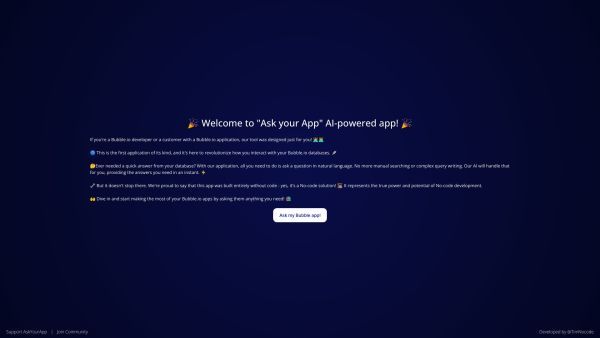 🎉 Welcome to "Ask your App" AI-powered app! 🎉
If you're a Bubble.io developer or a customer with a Bubble.io application, our tool was designed just for you!
This is the first application of its kind, and it's here to revolutionize how you interact with your Bubble.io databases.
🤔Ever needed a quick answer from your database? With our application, all you need to do is ask a question in natural language. No more manual searching or complex query writing. Our AI will handle that
for you, providing the answers you need in an instant. ⚡
But it doesn't stop there. We're proud to say that this app was built entirely without code - yes, it's a No-code solution! It represents the true power and potential of No-code development.
🙌 Dive in and start making the most of your Bubble.io apps by asking them anything you need!
Ask my Bubble app!
Support AskYourApp | Join Community
Developed by @TimNocode